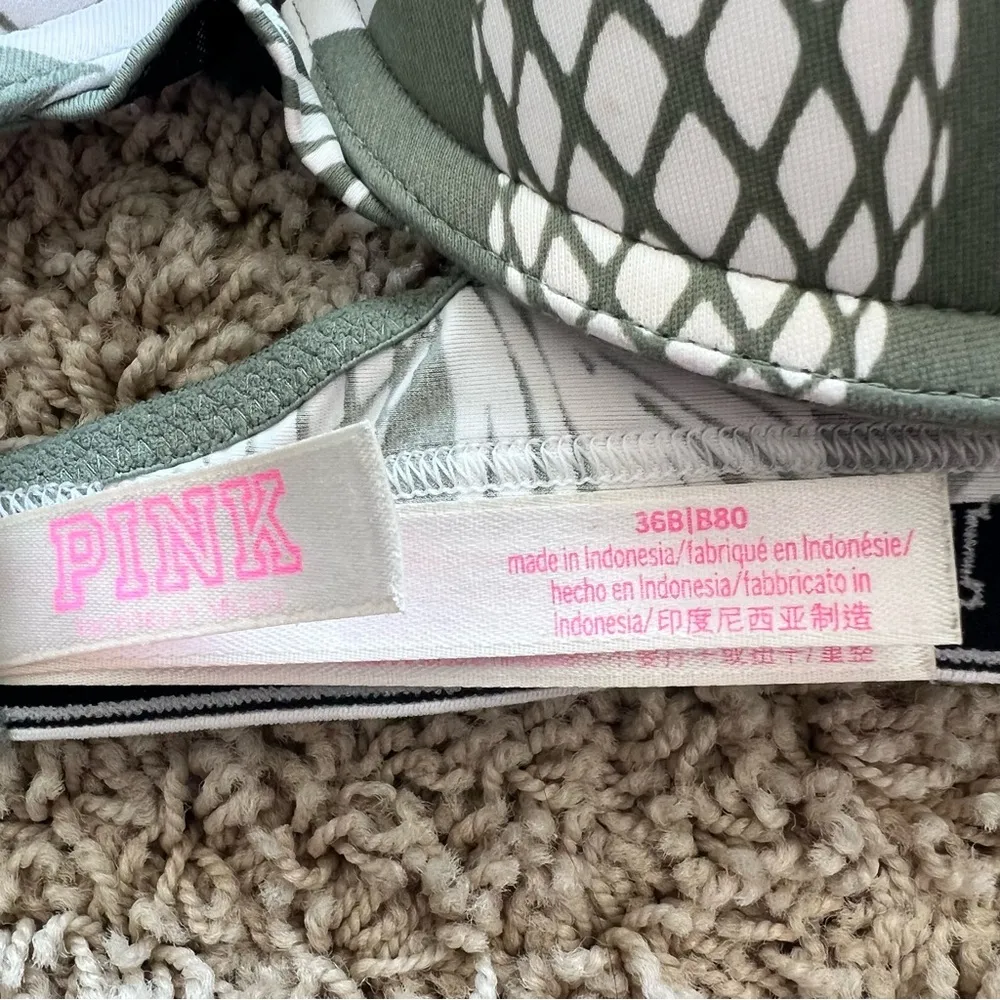 PINK
36B|B80
made in Indonesia/fabriqué en Indonésie/
hecho en Indonesia/fabbricato in
Indonesia/印度尼西亚制造